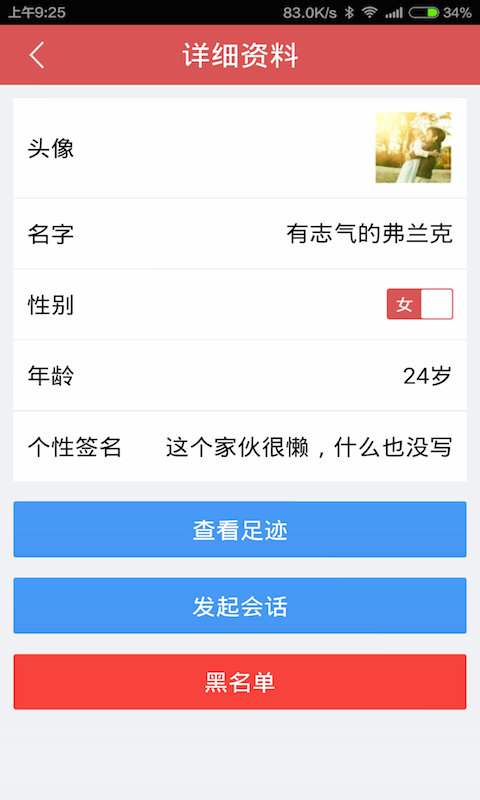 上午9:25 83.0K/s 34%
详细资料
头像
名字 有志气的弗兰克
性别 女
年龄 24岁
个性签名 这个家伙很懒，什么也没写
查看足迹
发起会话
黑名单